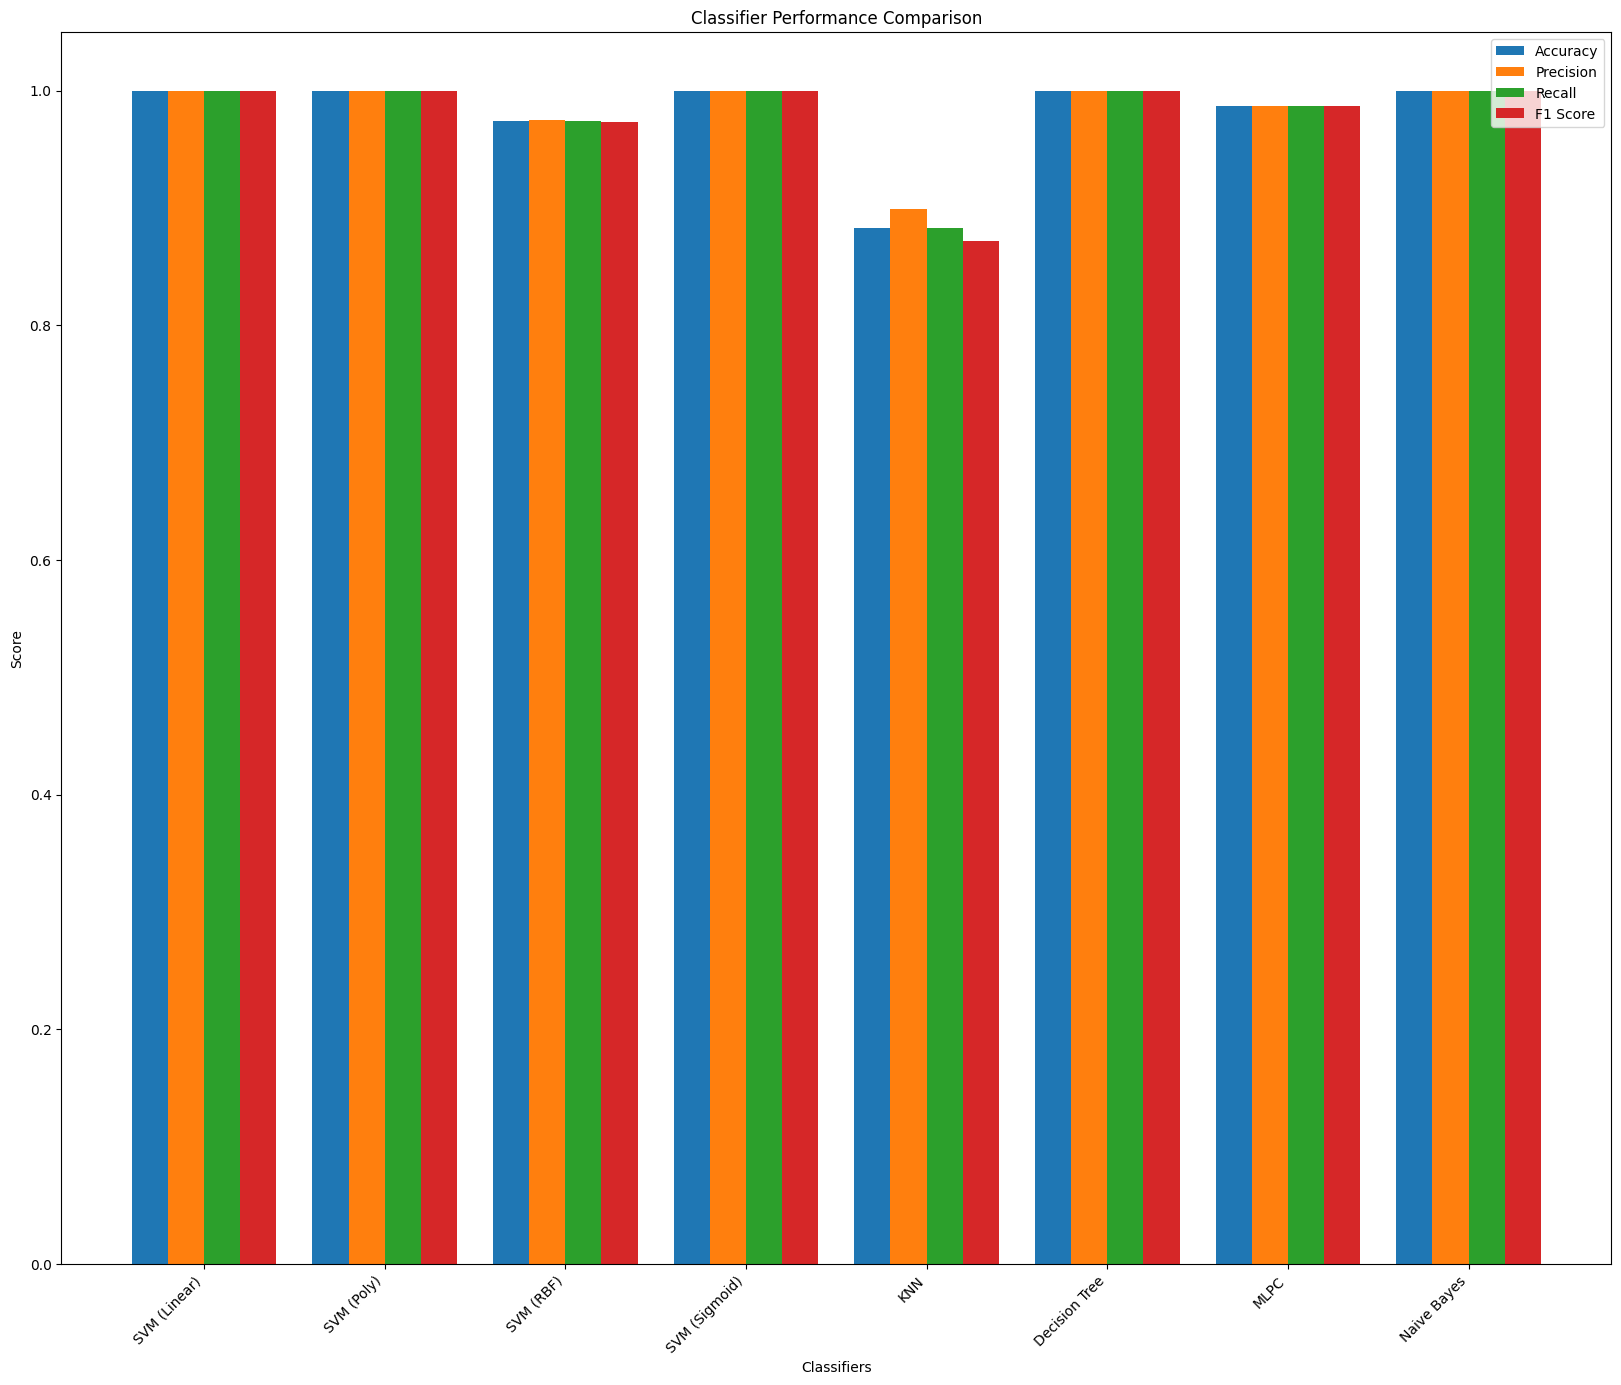 Classifier Performance Comparison
Accuracy
Precision
Recall
F1 Score
1.0
0.8
0.6
0.4
0.2
0.0
Score
SVM (Linear)
SVM (Poly)
SVM (RBF)
SVM (Sigmoid)
KNN
Decision Tree
MLPC
Naive Bayes
Classifiers